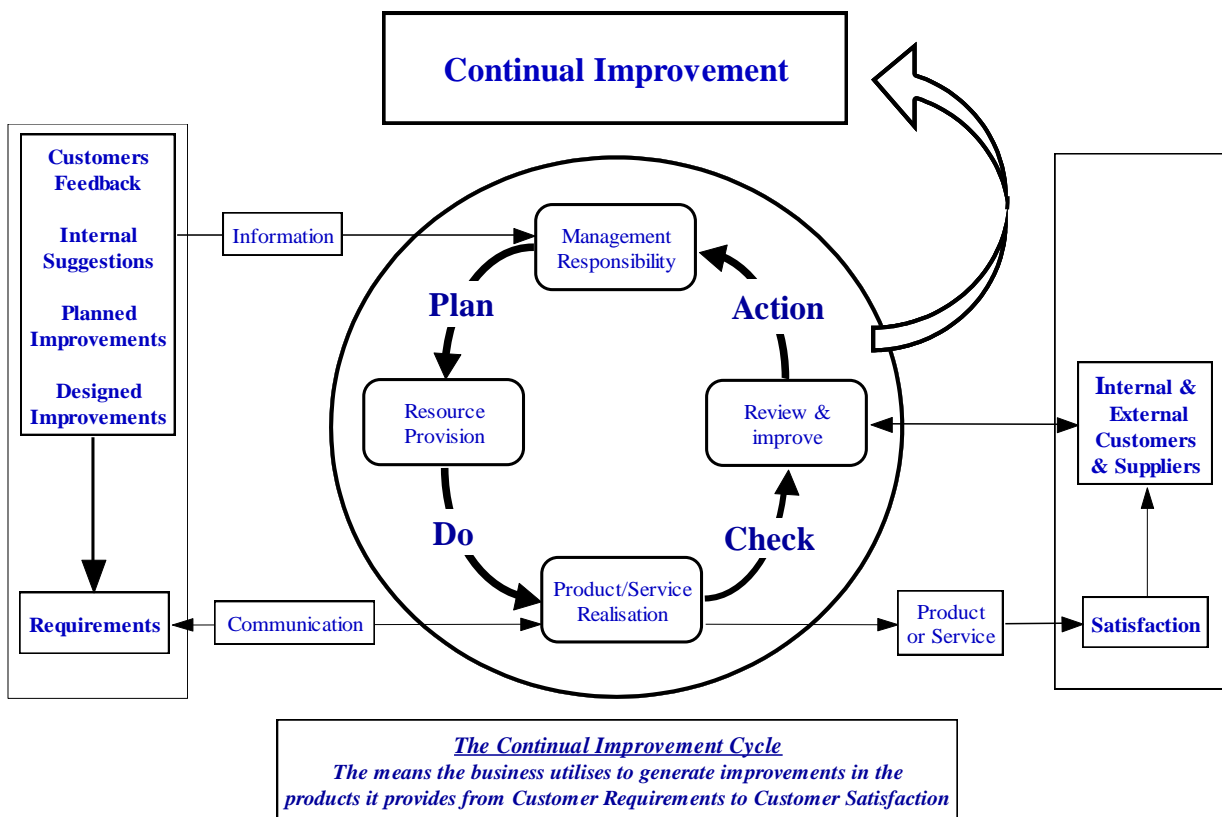 Continual Improvement
Customers
Feedback
Internal
Suggestions
Planned
Improvements
Designed
Improvements
Information
Management
Responsibility
Plan
Action
Resource
Provision
Review &
improve
Internal &
External
Customers
& Suppliers
Do
Check
Requirements
Communication
Product/Service
Realisation
Product
or Service
Satisfaction
The Continual Improvement Cycle
The means the business utilises to generate improvements in the
products it provides from Customer Requirements to Customer Satisfaction